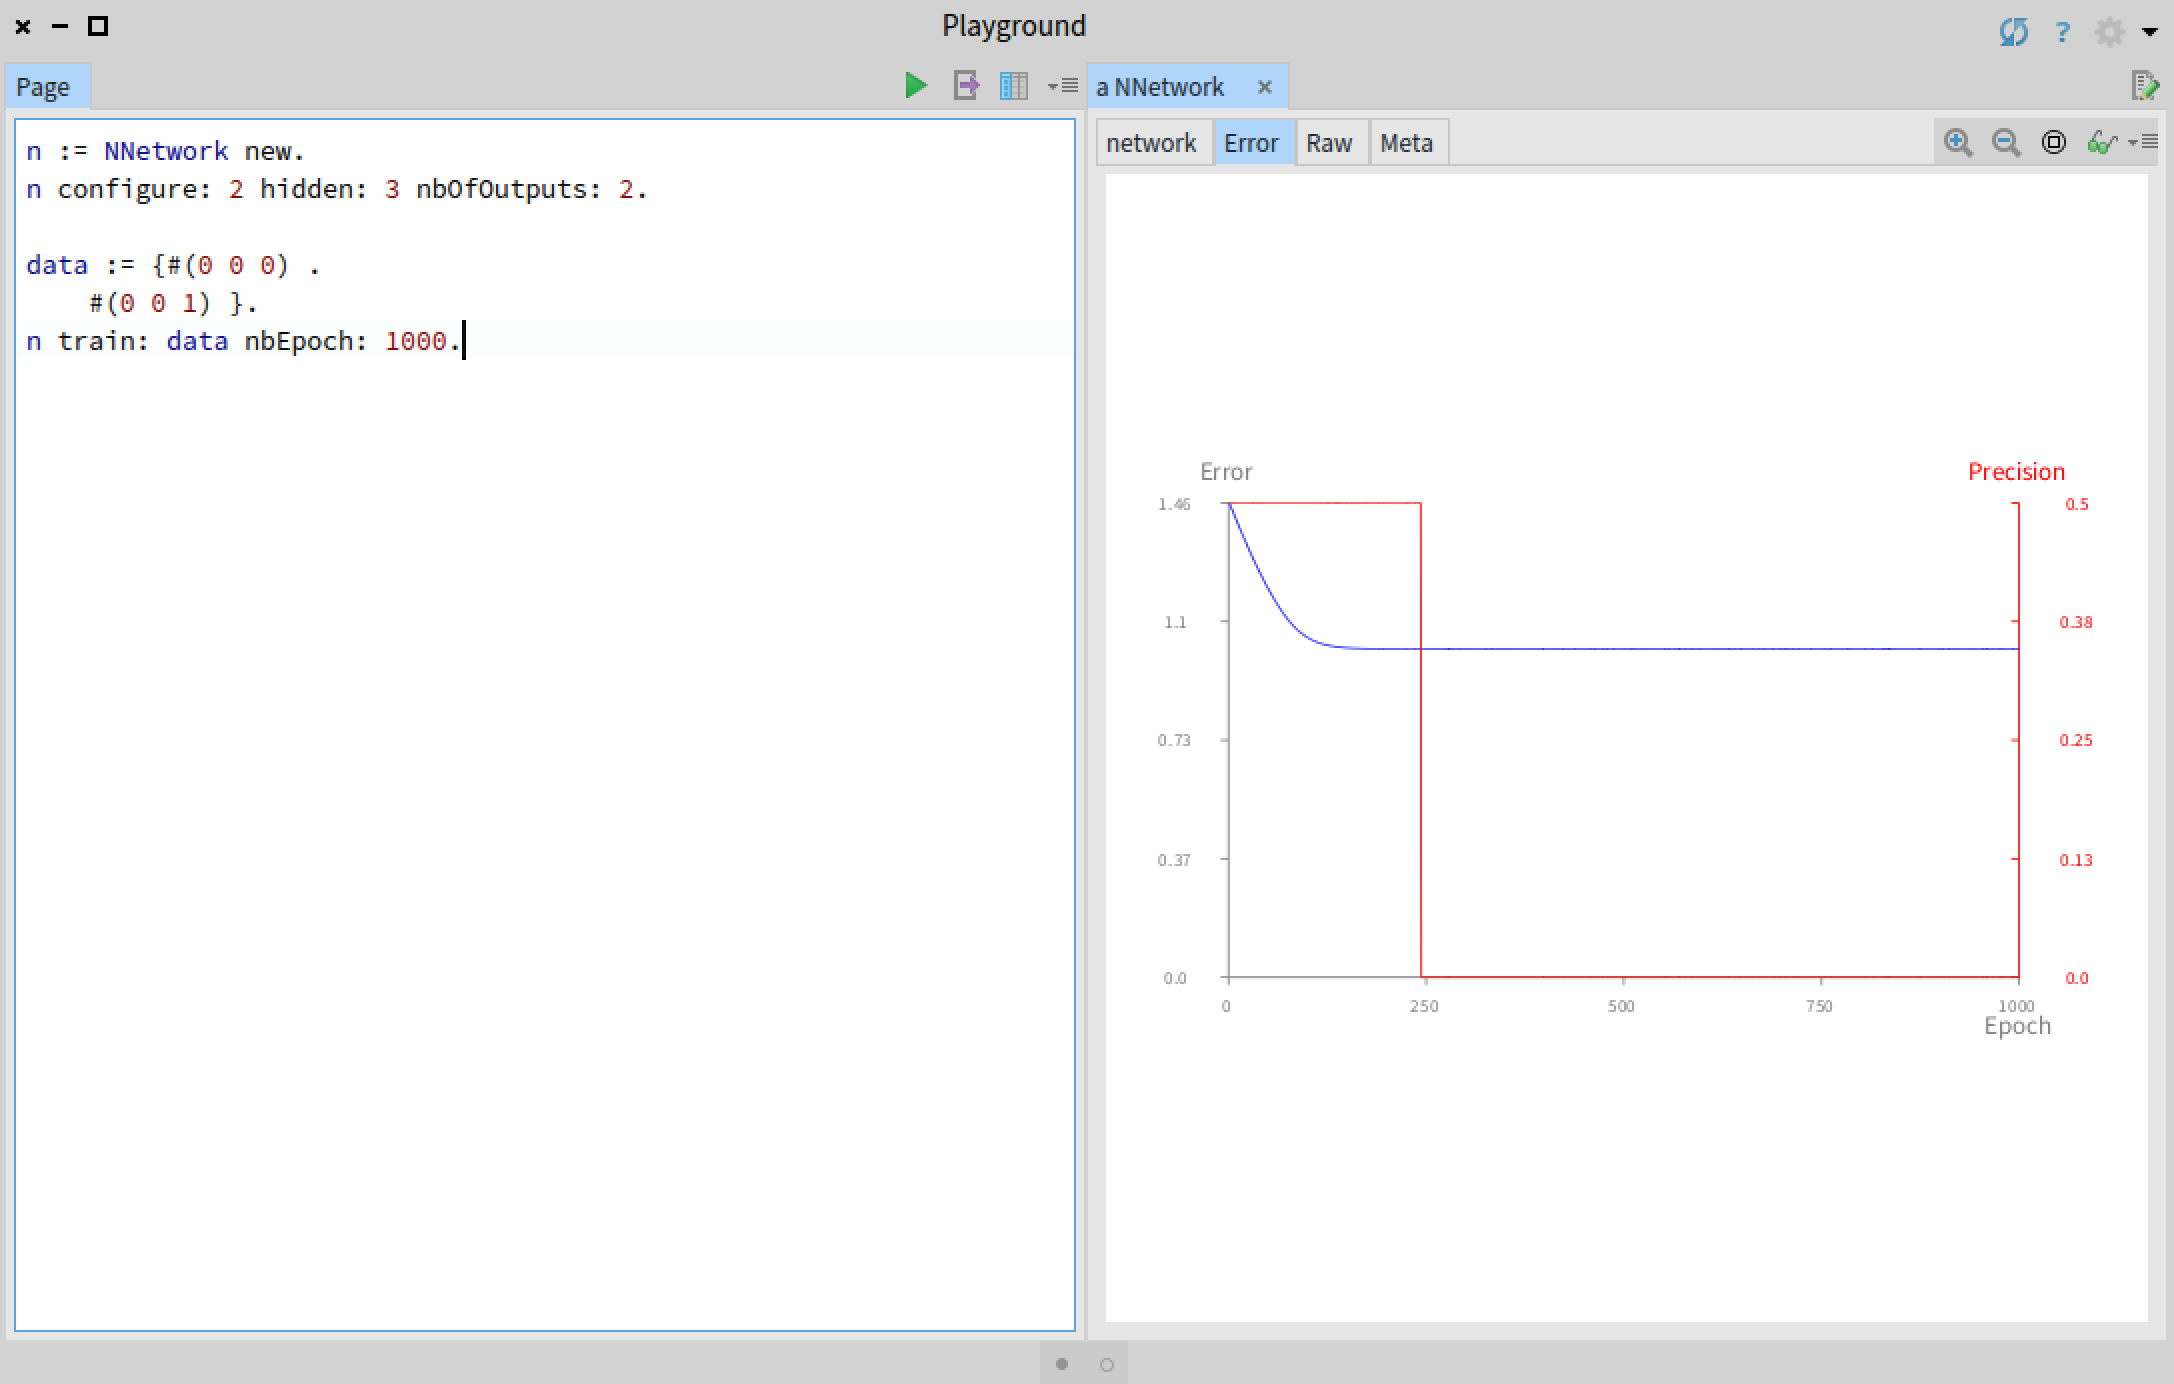 Playground
?
Page
a NNetwork
n := NNetwork new.
n configure: 2 hidden: 3 nbOfOutputs: 2.
data := {#(0 0 0) .
#(0 0 1) }.
n train: data nbEpoch: 1000.
network Error Raw Meta
Error
Precision
1.46
1.1
0.73
0.37
0.0
0.5
0.38
0.25
0.13
0.0
0 250 500 750 1000
Epoch